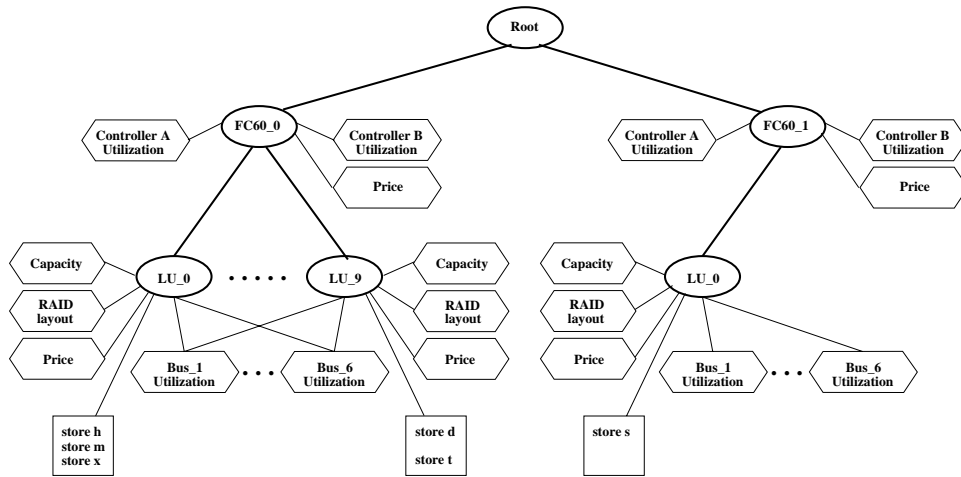 Root
FC60_0
FC60_1
Controller A
Utilization
Controller B
Utilization
Controller A
Utilization
Controller B
Utilization
Price
Price
Capacity
LU_0
.....
LU_9
Capacity
Capacity
LU_0
RAID
layout
RAID
layout
RAID
layout
Price
Bus_1
Utilization
...
Bus_6
Utilization
Price
Price
Bus_1
Utilization
...
Bus_6
Utilization
store h
store m
store x
store d
store t
store s